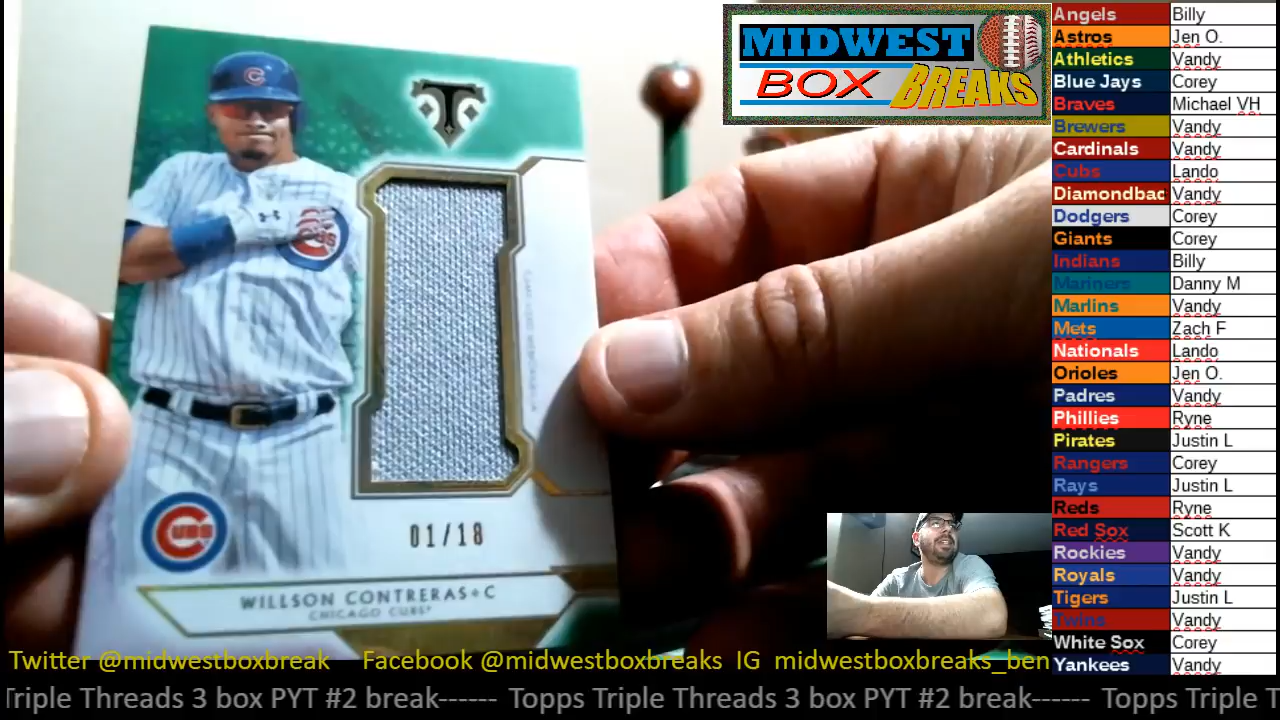 MIDWEST
BOX BREAKS
C
T
CUBS
01/18
WILLSON CONTRERAS • C
CHICAGO CUBS
Angels Billy
Astros Jen O.
Athletics Vandy
Blue Jays Corey
Braves Michael VH
Brewers Vandy
Cardinals Vandy
Cubs Lando
Diamondbac Vandy
Dodgers Corey
Giants Corey
Indians Billy
Mariners Danny M
Marlins Vandy
Mets Zach F
Nationals Lando
Orioles Jen O.
Padres Vandy
Phillies Ryne
Pirates Justin L
Rangers Corey
Rays Justin L
Reds Ryne
Red Sox Scott K
Rockies Vandy
Royals Vandy
Tigers Justin L
Twins Vandy
White Sox Corey
Yankees Vandy
Twitter @midwestboxbreak Facebook @midwestboxbreaks IG midwestboxbreaks_ben
Triple Threads 3 box PYT #2 break------ Topps Triple Threads 3 box PYT #2 break------ Topps Triple T